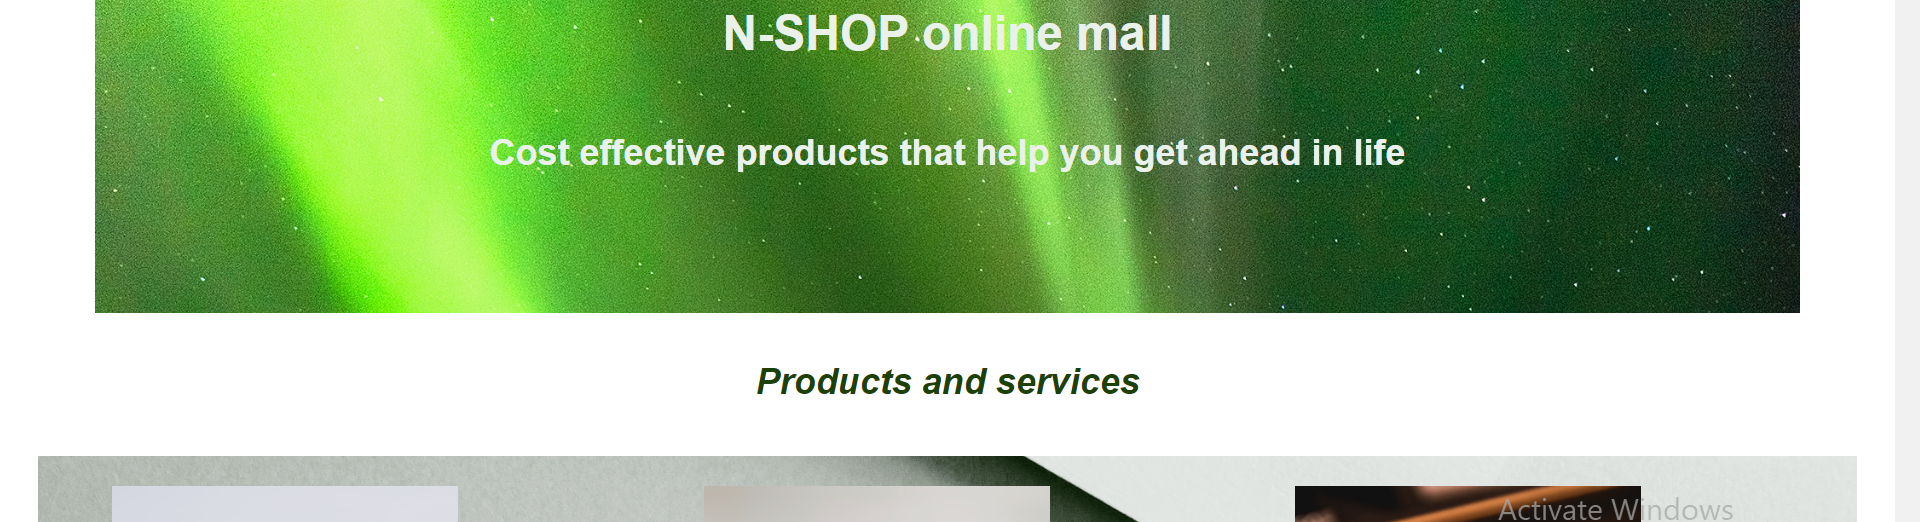 N-SHOP online mall
Cost effective products that help you get ahead in life
Products and services
Activate Windows